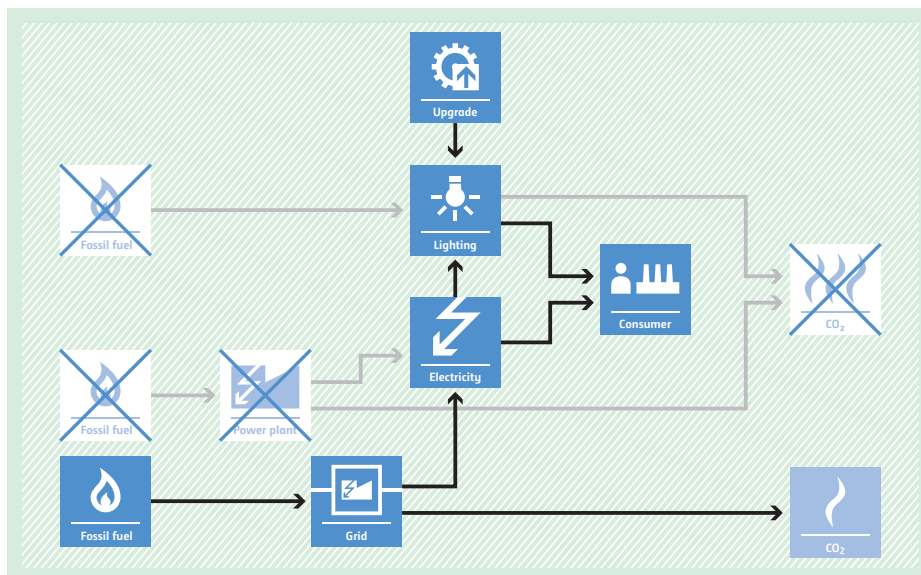 Upgrade
Fossil fuel
Lighting
Consumer
CO₂
Electricity
Fossil fuel
Power plant
Fossil fuel
Grid
CO₂